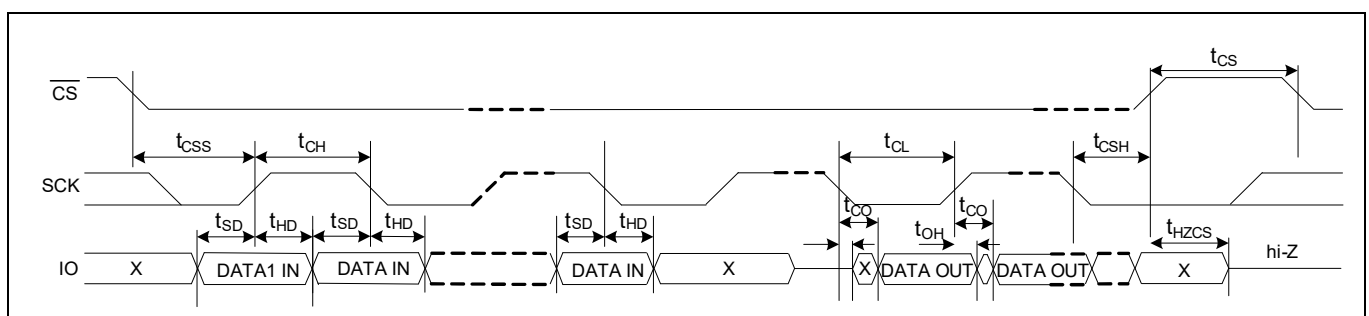 t_CS
CS
t_CSS t_CH t_CL t_CSH
SCK
t_SD t_HD t_SD t_HD t_SD t_HD t_CO t_CO
t_OH t_HZCS
IO X DATA1 IN DATA IN DATA IN X X DATA OUT DATA OUT X hi-Z